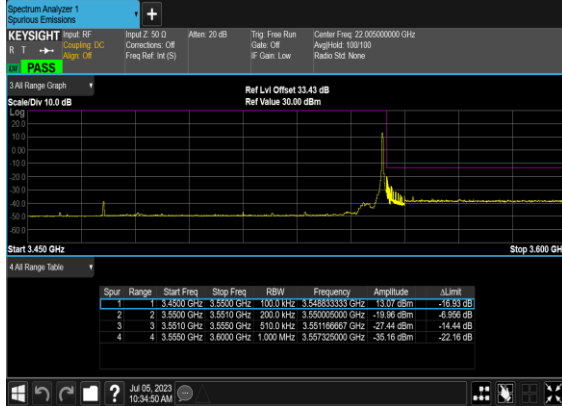 Spectrum Analyzer 1
Spurious Emissions
+
KEYSIGHT Input: RF Input Z: 50 Ω Atten: 20 dB Trig: Free Run Center Freq: 22.005000000 GHz
R T Coupling: DC Corrections: Off Gate: Off Avg|Hold: 100/100
Align: Off Freq Ref: Int (S) IF Gain: Low Radio Std: None
PASS
3 All Range Graph
Ref Lvl Offset 33.43 dB
Scale/Div 10.0 dB Ref Value 30.00 dBm
Log
20.0
10.0
0.00
-10.0
-20.0
-30.0
-40.0
-50.0
-60.0
Start 3.450 GHz Stop 3.600 GH
4 All Range Table
Spur Range Start Freq Stop Freq RBW Frequency Amplitude ΔLimit
1 1 3.4500 GHz 3.5500 GHz 100.0 kHz 3.548833333 GHz 13.07 dBm -16.93 dB
2 2 3.5500 GHz 3.5510 GHz 200.0 kHz 3.550005000 GHz -19.96 dBm -6.956 dB
3 3 3.5510 GHz 3.5550 GHz 510.0 kHz 3.551166667 GHz -27.44 dBm -14.44 dB
4 4 3.5550 GHz 3.6000 GHz 1.000 MHz 3.557325000 GHz -35.16 dBm -22.16 dB
? Jul 05, 2023
10:34:50 AM